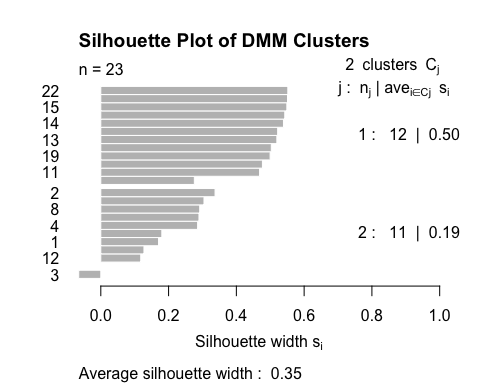 Silhouette Plot of DMM Clusters
n = 23
2 clusters Cj
j : nj | avei∈Cj si
22
15
14
13
19
11
1 : 12 | 0.50
2
8
4
1
12
3
2 : 11 | 0.19
0.0 0.2 0.4 0.6 0.8 1.0
Silhouette width si
Average silhouette width : 0.35